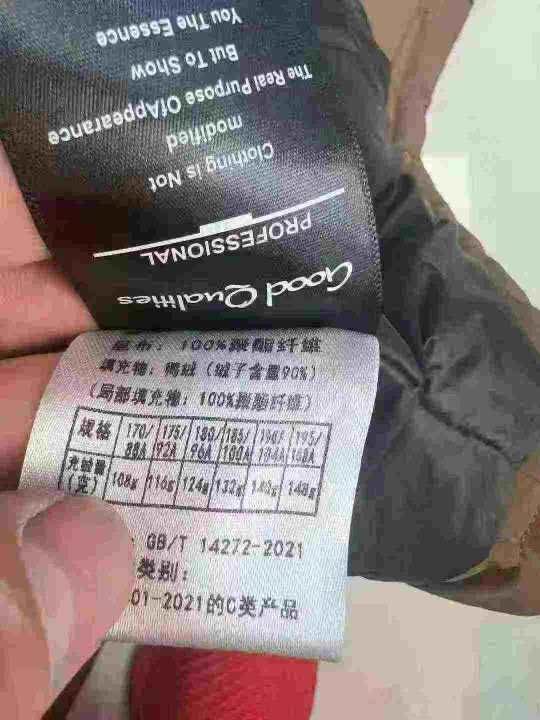 Good Qualities
PROFESSIONAL
Clothing is Not
modified
The Real Purpose OfAppearance
But To Show
You The Essence
100%聚酯纤维
填充物: 鸭绒 (绒子含量90%)
(局部填充物: 100%聚酯纤维)
规格 170/88A 175/92A 180/96A 185/100A 190/104A 195/108A
充绒量(克) 108g 116g 124g 132g 140g 148g
GB/T 14272-2021
类别:
01-2021的C类产品